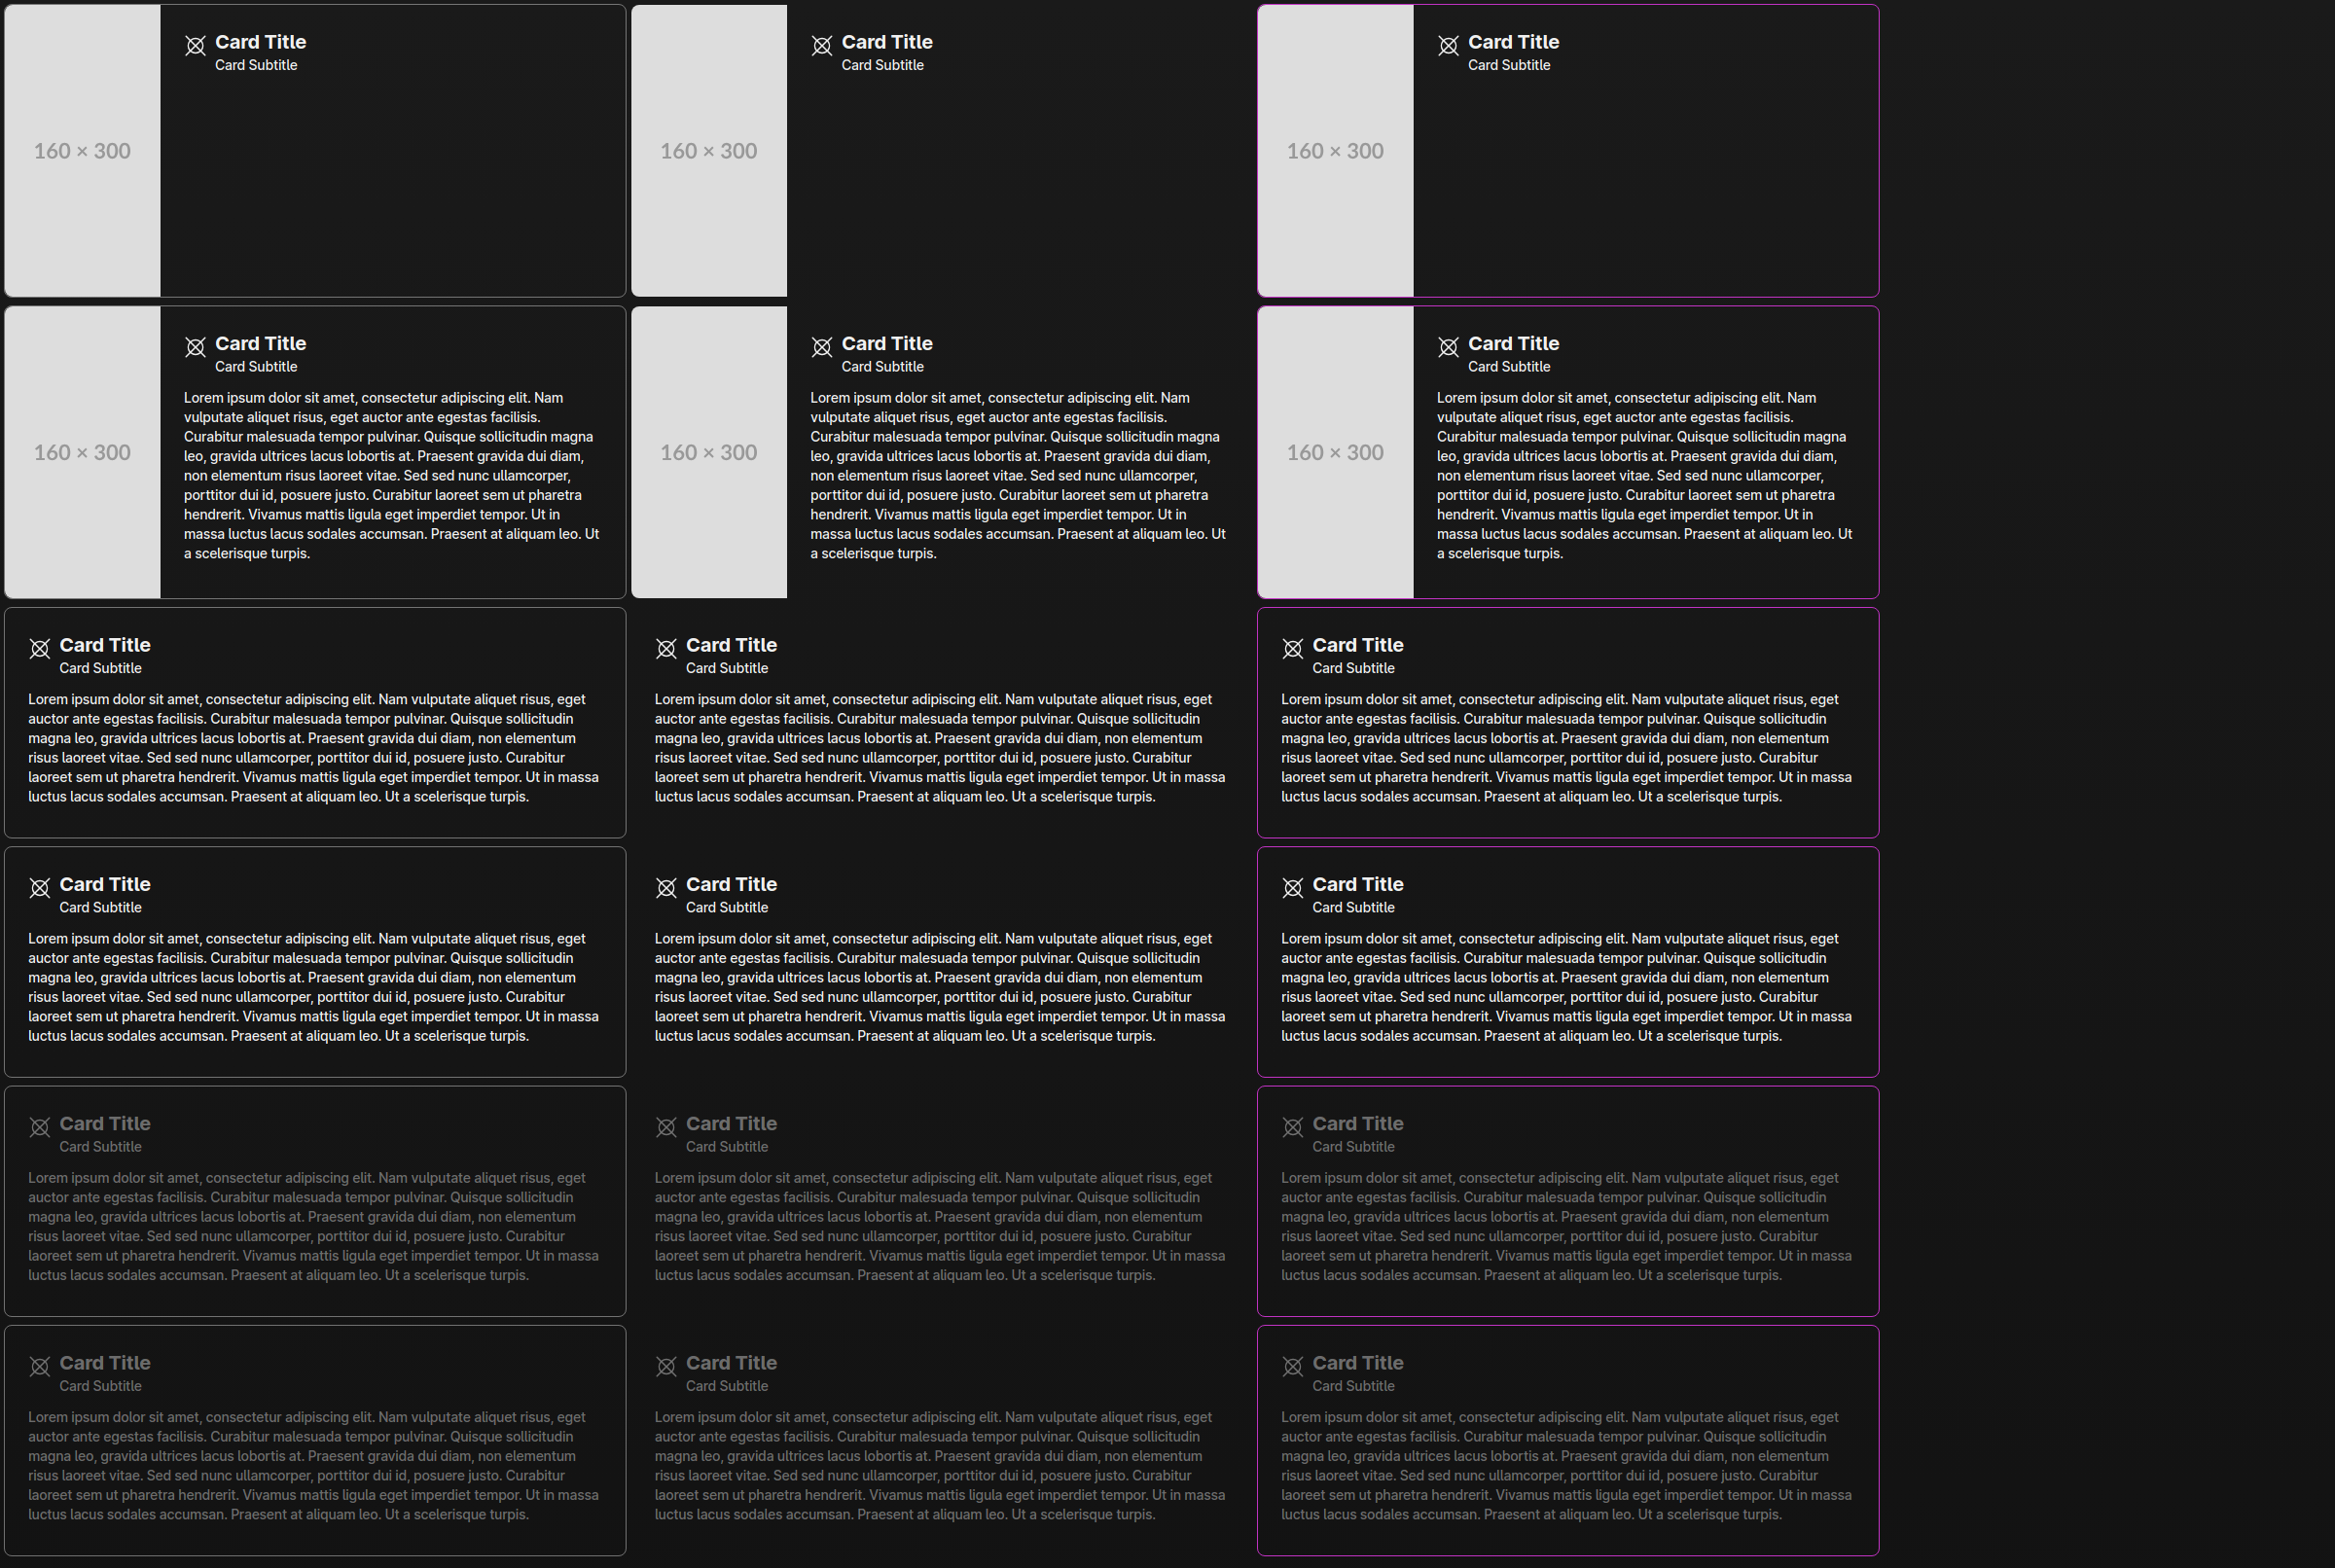 160 × 300
Card Title
Card Subtitle
160 × 300
Card Title
Card Subtitle
160 × 300
Card Title
Card Subtitle
160 × 300
Card Title
Card Subtitle
Lorem ipsum dolor sit amet, consectetur adipiscing elit. Nam
vulputate aliquet risus, eget auctor ante egestas facilisis.
Curabitur malesuada tempor pulvinar. Quisque sollicitudin magna
leo, gravida ultrices lacus lobortis at. Praesent gravida dui diam,
non elementum risus laoreet vitae. Sed sed nunc ullamcorper,
porttitor dui id, posuere justo. Curabitur laoreet sem ut pharetra
hendrerit. Vivamus mattis ligula eget imperdiet tempor. Ut in
massa luctus lacus sodales accumsan. Praesent at aliquam leo. Ut
a scelerisque turpis.
160 × 300
Card Title
Card Subtitle
Lorem ipsum dolor sit amet, consectetur adipiscing elit. Nam
vulputate aliquet risus, eget auctor ante egestas facilisis.
Curabitur malesuada tempor pulvinar. Quisque sollicitudin magna
leo, gravida ultrices lacus lobortis at. Praesent gravida dui diam,
non elementum risus laoreet vitae. Sed sed nunc ullamcorper,
porttitor dui id, posuere justo. Curabitur laoreet sem ut pharetra
hendrerit. Vivamus mattis ligula eget imperdiet tempor. Ut in
massa luctus lacus sodales accumsan. Praesent at aliquam leo. Ut
a scelerisque turpis.
160 × 300
Card Title
Card Subtitle
Lorem ipsum dolor sit amet, consectetur adipiscing elit. Nam
vulputate aliquet risus, eget auctor ante egestas facilisis.
Curabitur malesuada tempor pulvinar. Quisque sollicitudin magna
leo, gravida ultrices lacus lobortis at. Praesent gravida dui diam,
non elementum risus laoreet vitae. Sed sed nunc ullamcorper,
porttitor dui id, posuere justo. Curabitur laoreet sem ut pharetra
hendrerit. Vivamus mattis ligula eget imperdiet tempor. Ut in
massa luctus lacus sodales accumsan. Praesent at aliquam leo. Ut
a scelerisque turpis.
Card Title
Card Subtitle
Lorem ipsum dolor sit amet, consectetur adipiscing elit. Nam vulputate aliquet risus, eget
auctor ante egestas facilisis. Curabitur malesuada tempor pulvinar. Quisque sollicitudin
magna leo, gravida ultrices lacus lobortis at. Praesent gravida dui diam, non elementum
risus laoreet vitae. Sed sed nunc ullamcorper, porttitor dui id, posuere justo. Curabitur
laoreet sem ut pharetra hendrerit. Vivamus mattis ligula eget imperdiet tempor. Ut in massa
luctus lacus sodales accumsan. Praesent at aliquam leo. Ut a scelerisque turpis.
Card Title
Card Subtitle
Lorem ipsum dolor sit amet, consectetur adipiscing elit. Nam vulputate aliquet risus, eget
auctor ante egestas facilisis. Curabitur malesuada tempor pulvinar. Quisque sollicitudin
magna leo, gravida ultrices lacus lobortis at. Praesent gravida dui diam, non elementum
risus laoreet vitae. Sed sed nunc ullamcorper, porttitor dui id, posuere justo. Curabitur
laoreet sem ut pharetra hendrerit. Vivamus mattis ligula eget imperdiet tempor. Ut in massa
luctus lacus sodales accumsan. Praesent at aliquam leo. Ut a scelerisque turpis.
Card Title
Card Subtitle
Lorem ipsum dolor sit amet, consectetur adipiscing elit. Nam vulputate aliquet risus, eget
auctor ante egestas facilisis. Curabitur malesuada tempor pulvinar. Quisque sollicitudin
magna leo, gravida ultrices lacus lobortis at. Praesent gravida dui diam, non elementum
risus laoreet vitae. Sed sed nunc ullamcorper, porttitor dui id, posuere justo. Curabitur
laoreet sem ut pharetra hendrerit. Vivamus mattis ligula eget imperdiet tempor. Ut in massa
luctus lacus sodales accumsan. Praesent at aliquam leo. Ut a scelerisque turpis.
Card Title
Card Subtitle
Lorem ipsum dolor sit amet, consectetur adipiscing elit. Nam vulputate aliquet risus, eget
auctor ante egestas facilisis. Curabitur malesuada tempor pulvinar. Quisque sollicitudin
magna leo, gravida ultrices lacus lobortis at. Praesent gravida dui diam, non elementum
risus laoreet vitae. Sed sed nunc ullamcorper, porttitor dui id, posuere justo. Curabitur
laoreet sem ut pharetra hendrerit. Vivamus mattis ligula eget imperdiet tempor. Ut in massa
luctus lacus sodales accumsan. Praesent at aliquam leo. Ut a scelerisque turpis.
Card Title
Card Subtitle
Lorem ipsum dolor sit amet, consectetur adipiscing elit. Nam vulputate aliquet risus, eget
auctor ante egestas facilisis. Curabitur malesuada tempor pulvinar. Quisque sollicitudin
magna leo, gravida ultrices lacus lobortis at. Praesent gravida dui diam, non elementum
risus laoreet vitae. Sed sed nunc ullamcorper, porttitor dui id, posuere justo. Curabitur
laoreet sem ut pharetra hendrerit. Vivamus mattis ligula eget imperdiet tempor. Ut in massa
luctus lacus sodales accumsan. Praesent at aliquam leo. Ut a scelerisque turpis.
Card Title
Card Subtitle
Lorem ipsum dolor sit amet, consectetur adipiscing elit. Nam vulputate aliquet risus, eget
auctor ante egestas facilisis. Curabitur malesuada tempor pulvinar. Quisque sollicitudin
magna leo, gravida ultrices lacus lobortis at. Praesent gravida dui diam, non elementum
risus laoreet vitae. Sed sed nunc ullamcorper, porttitor dui id, posuere justo. Curabitur
laoreet sem ut pharetra hendrerit. Vivamus mattis ligula eget imperdiet tempor. Ut in massa
luctus lacus sodales accumsan. Praesent at aliquam leo. Ut a scelerisque turpis.
Card Title
Card Subtitle
Lorem ipsum dolor sit amet, consectetur adipiscing elit. Nam vulputate aliquet risus, eget
auctor ante egestas facilisis. Curabitur malesuada tempor pulvinar. Quisque sollicitudin
magna leo, gravida ultrices lacus lobortis at. Praesent gravida dui diam, non elementum
risus laoreet vitae. Sed sed nunc ullamcorper, porttitor dui id, posuere justo. Curabitur
laoreet sem ut pharetra hendrerit. Vivamus mattis ligula eget imperdiet tempor. Ut in massa
luctus lacus sodales accumsan. Praesent at aliquam leo. Ut a scelerisque turpis.
Card Title
Card Subtitle
Lorem ipsum dolor sit amet, consectetur adipiscing elit. Nam vulputate aliquet risus, eget
auctor ante egestas facilisis. Curabitur malesuada tempor pulvinar. Quisque sollicitudin
magna leo, gravida ultrices lacus lobortis at. Praesent gravida dui diam, non elementum
risus laoreet vitae. Sed sed nunc ullamcorper, porttitor dui id, posuere justo. Curabitur
laoreet sem ut pharetra hendrerit. Vivamus mattis ligula eget imperdiet tempor. Ut in massa
luctus lacus sodales accumsan. Praesent at aliquam leo. Ut a scelerisque turpis.
Card Title
Card Subtitle
Lorem ipsum dolor sit amet, consectetur adipiscing elit. Nam vulputate aliquet risus, eget
auctor ante egestas facilisis. Curabitur malesuada tempor pulvinar. Quisque sollicitudin
magna leo, gravida ultrices lacus lobortis at. Praesent gravida dui diam, non elementum
risus laoreet vitae. Sed sed nunc ullamcorper, porttitor dui id, posuere justo. Curabitur
laoreet sem ut pharetra hendrerit. Vivamus mattis ligula eget imperdiet tempor. Ut in massa
luctus lacus sodales accumsan. Praesent at aliquam leo. Ut a scelerisque turpis.
Card Title
Card Subtitle
Lorem ipsum dolor sit amet, consectetur adipiscing elit. Nam vulputate aliquet risus, eget
auctor ante egestas facilisis. Curabitur malesuada tempor pulvinar. Quisque sollicitudin
magna leo, gravida ultrices lacus lobortis at. Praesent gravida dui diam, non elementum
risus laoreet vitae. Sed sed nunc ullamcorper, porttitor dui id, posuere justo. Curabitur
laoreet sem ut pharetra hendrerit. Vivamus mattis ligula eget imperdiet tempor. Ut in massa
luctus lacus sodales accumsan. Praesent at aliquam leo. Ut a scelerisque turpis.
Card Title
Card Subtitle
Lorem ipsum dolor sit amet, consectetur adipiscing elit. Nam vulputate aliquet risus, eget
auctor ante egestas facilisis. Curabitur malesuada tempor pulvinar. Quisque sollicitudin
magna leo, gravida ultrices lacus lobortis at. Praesent gravida dui diam, non elementum
risus laoreet vitae. Sed sed nunc ullamcorper, porttitor dui id, posuere justo. Curabitur
laoreet sem ut pharetra hendrerit. Vivamus mattis ligula eget imperdiet tempor. Ut in massa
luctus lacus sodales accumsan. Praesent at aliquam leo. Ut a scelerisque turpis.
Card Title
Card Subtitle
Lorem ipsum dolor sit amet, consectetur adipiscing elit. Nam vulputate aliquet risus, eget
auctor ante egestas facilisis. Curabitur malesuada tempor pulvinar. Quisque sollicitudin
magna leo, gravida ultrices lacus lobortis at. Praesent gravida dui diam, non elementum
risus laoreet vitae. Sed sed nunc ullamcorper, porttitor dui id, posuere justo. Curabitur
laoreet sem ut pharetra hendrerit. Vivamus mattis ligula eget imperdiet tempor. Ut in massa
luctus lacus sodales accumsan. Praesent at aliquam leo. Ut a scelerisque turpis.